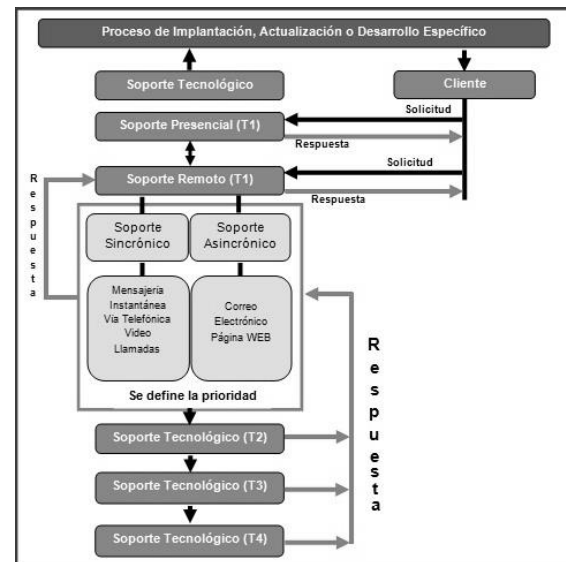 Proceso de Implantación, Actualización o Desarrollo Específico
Soporte Tecnológico
Cliente
Solicitud
Soporte Presencial (T1)
Respuesta
Solicitud
Soporte Remoto (T1)
Respuesta
Respuesta
Soporte
Sincrónico
Soporte
Asincrónico
Mensajería
Instantánea
Vía Telefónica
Video
Llamadas
Correo
Electrónico
Página WEB
Se define la prioridad
Respuesta
Soporte Tecnológico (T2)
Soporte Tecnológico (T3)
Soporte Tecnológico (T4)